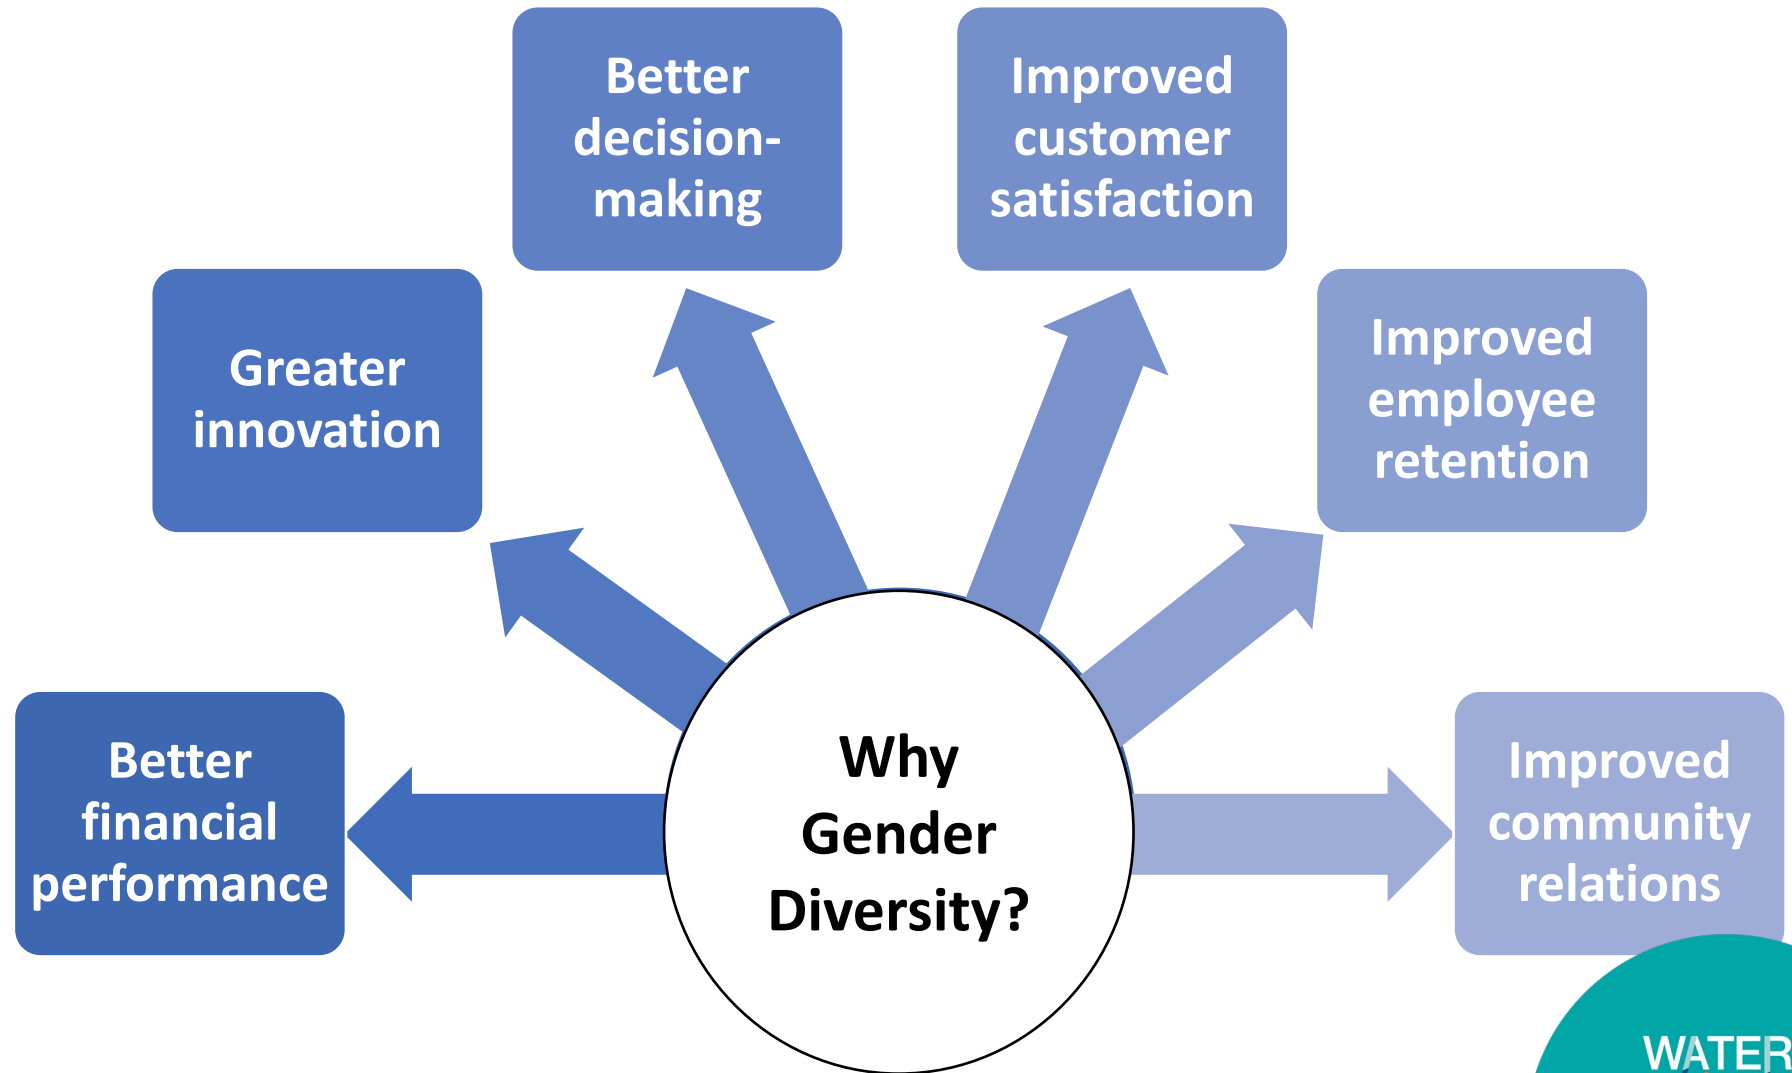 Better
decision-
making
Improved
customer
satisfaction
Greater
innovation
Improved
employee
retention
Better
financial
performance
Why
Gender
Diversity?
Improved
community
relations
WATER